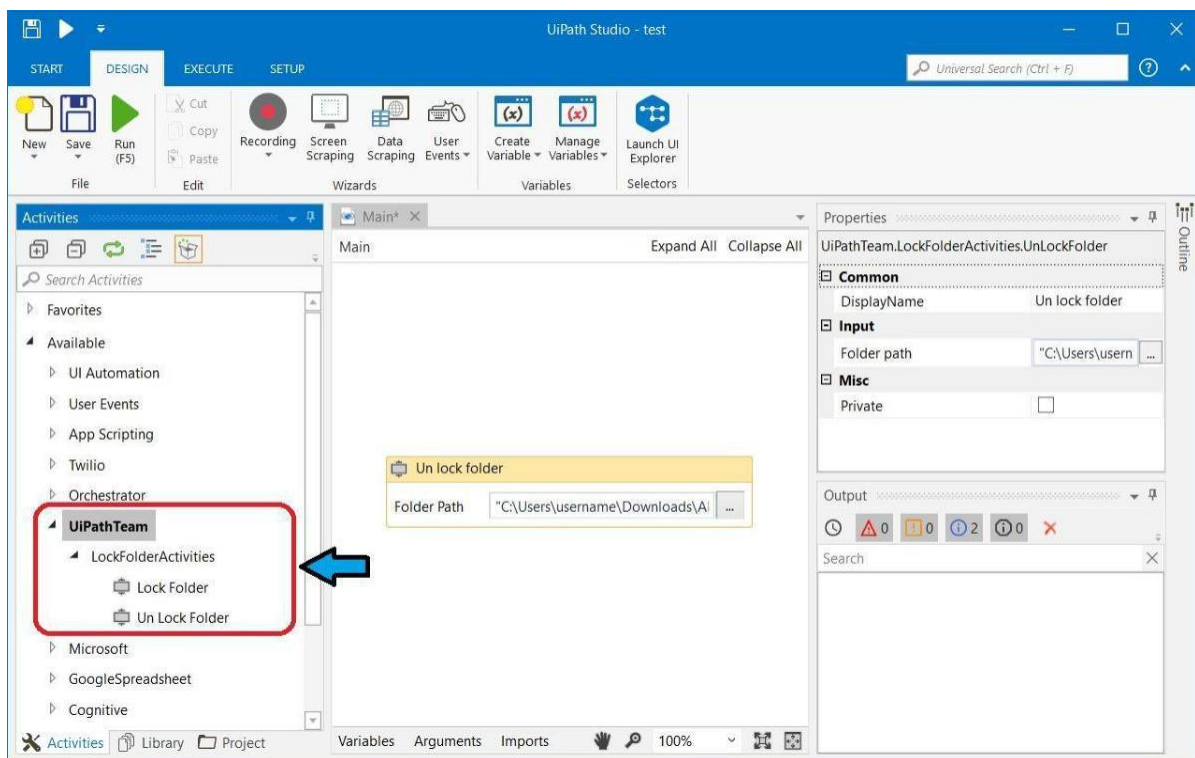 UiPath Studio - test
START DESIGN EXECUTE SETUP
Universal Search (Ctrl + F)
New
Save
Run
(F5)
File
Cut
Copy
Paste
Edit
Recording
Screen
Scraping
Data
Scraping
User
Events
Wizards
Create
Variable
Manage
Variables
Variables
Launch UI
Explorer
Selectors
Activities
Search Activities
Favorites
Available
UI Automation
User Events
App Scripting
Twilio
Orchestrator
UiPathTeam
LockFolderActivities
Lock Folder
Un Lock Folder
Microsoft
GoogleSpreadsheet
Cognitive
Activities Library Project
Main*
Main Expand All Collapse All
Un lock folder
Folder Path "C:\Users\username\Downloads\A ...
Variables Arguments Imports 100%
Properties
UiPathTeam.LockFolderActivities.UnLockFolder
Common
DisplayName Un lock folder
Input
Folder path "C:\Users\usern ...
Misc
Private
Output
0 0 2 0
Search
Outline